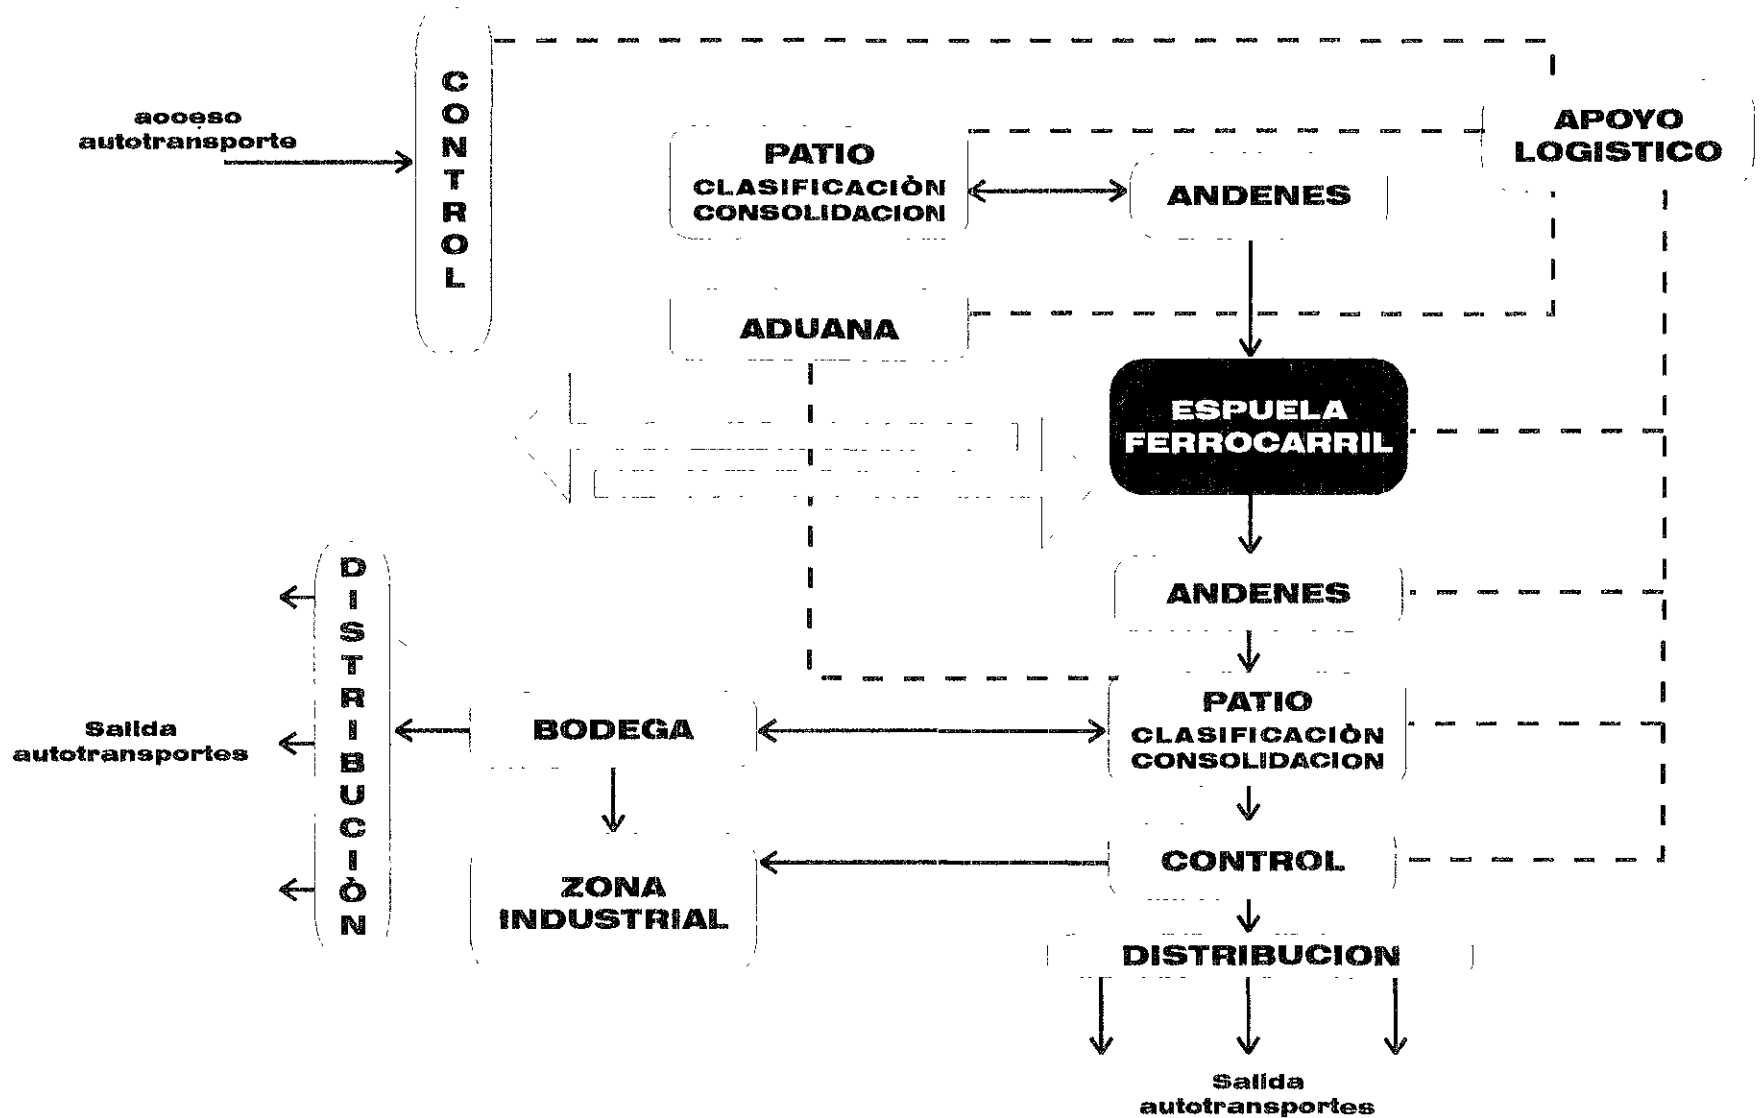 CONTROL
acceso
autotransporte
PATIO
CLASIFICACIÒN
CONSOLIDACION
ANDENES
APOYO
LOGISTICO
ADUANA
ESPUELA
FERROCARRIL
ANDENES
DISTRIBUCIÒN
Salida
autotransportes
BODEGA
PATIO
CLASIFICACIÒN
CONSOLIDACION
ZONA
INDUSTRIAL
CONTROL
DISTRIBUCION
Salida
autotransportes